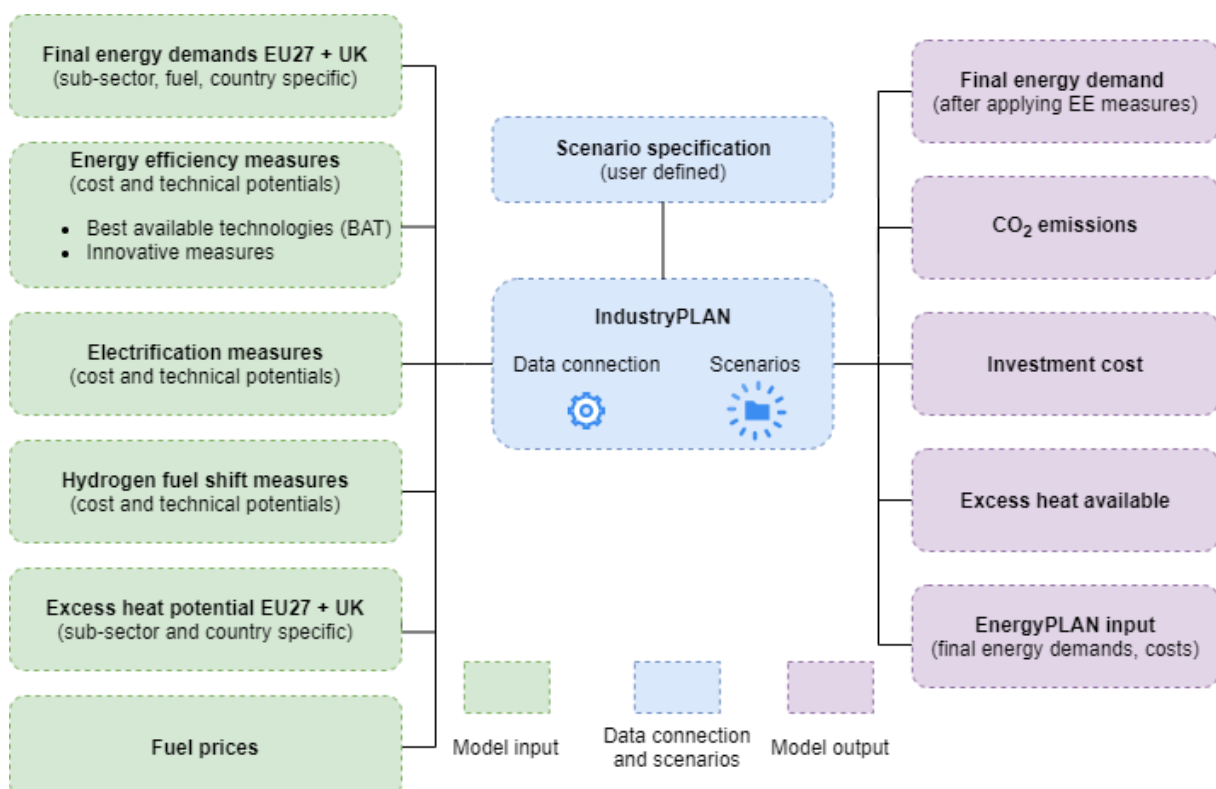 Final energy demands EU27 + UK
(sub-sector, fuel, country specific)
Energy efficiency measures
(cost and technical potentials)
• Best available technologies (BAT)
• Innovative measures
Electrification measures
(cost and technical potentials)
Hydrogen fuel shift measures
(cost and technical potentials)
Excess heat potential EU27 + UK
(sub-sector and country specific)
Fuel prices
Scenario specification
(user defined)
IndustryPLAN
Data connection
Scenarios
Final energy demand
(after applying EE measures)
CO2 emissions
Investment cost
Excess heat available
EnergyPLAN input
(final energy demands, costs)
Model input
Data connection
and scenarios
Model output